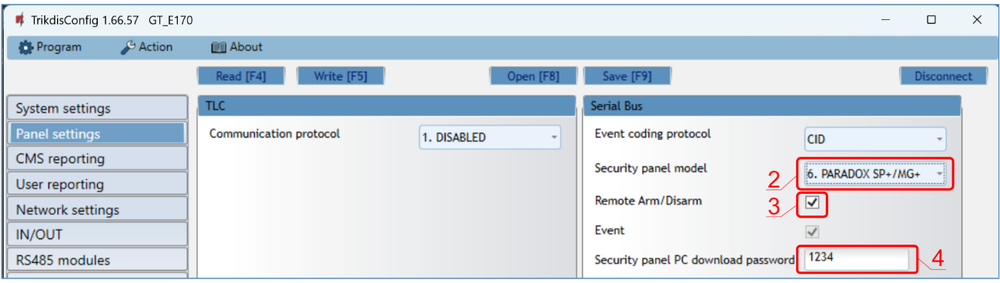 TrikdisConfig 1.66.57 GT_E170
Program Action About
Read [F4] Write [F5] Open [F8] Save [F9] Disconnect
System settings
Panel settings
CMS reporting
User reporting
Network settings
IN/OUT
RS485 modules
TLC
Communication protocol 1. DISABLED
Serial Bus
Event coding protocol CID
Security panel model 2 6. PARADOX SP+/MG+
Remote Arm/Disarm 3
Event
Security panel PC download password 1234 4